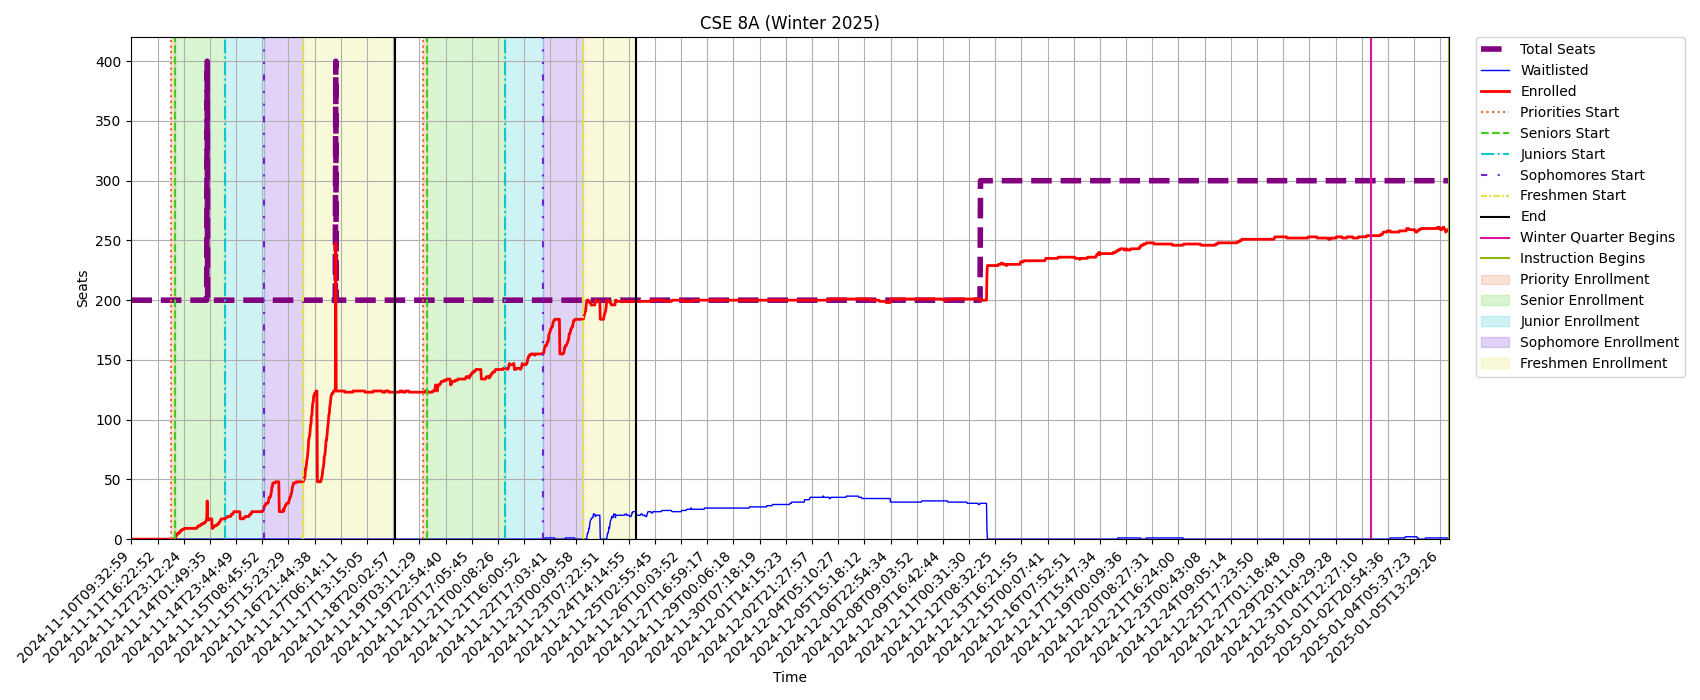 CSE 8A (Winter 2025)
Seats
400
350
300
250
200
150
100
50
0
2024-11-10T09:32:59
2024-11-11T16:22:52
2024-11-12T23:12:24
2024-11-14T01:49:35
2024-11-14T23:44:49
2024-11-15T08:45:52
2024-11-15T15:23:29
2024-11-16T21:44:38
2024-11-17T06:14:11
2024-11-17T13:15:05
2024-11-18T20:02:57
2024-11-19T03:11:29
2024-11-19T22:54:40
2024-11-20T17:05:45
2024-11-21T00:08:26
2024-11-21T16:00:52
2024-11-22T17:03:41
2024-11-23T00:09:58
2024-11-23T07:22:51
2024-11-24T14:14:55
2024-11-25T02:55:45
2024-11-26T10:03:52
2024-11-27T16:59:17
2024-11-29T00:06:18
2024-11-30T07:18:19
2024-12-01T14:15:23
2024-12-02T21:27:57
2024-12-04T05:10:27
2024-12-05T15:18:12
2024-12-06T22:54:34
2024-12-08T09:03:52
2024-12-09T16:42:44
2024-12-11T00:31:30
2024-12-12T08:32:25
2024-12-13T16:21:55
2024-12-15T00:07:41
2024-12-16T07:52:51
2024-12-17T15:47:34
2024-12-19T00:09:36
2024-12-20T08:27:31
2024-12-21T16:24:00
2024-12-23T00:43:08
2024-12-24T09:05:14
2024-12-25T17:23:50
2024-12-27T01:18:48
2024-12-29T20:11:09
2024-12-31T04:29:28
2025-01-01T12:27:10
2025-01-02T20:54:36
2025-01-04T05:37:23
2025-01-05T13:29:26
Time
Total Seats
Waitlisted
Enrolled
Priorities Start
Seniors Start
Juniors Start
Sophomores Start
Freshmen Start
End
Winter Quarter Begins
Instruction Begins
Priority Enrollment
Senior Enrollment
Junior Enrollment
Sophomore Enrollment
Freshmen Enrollment